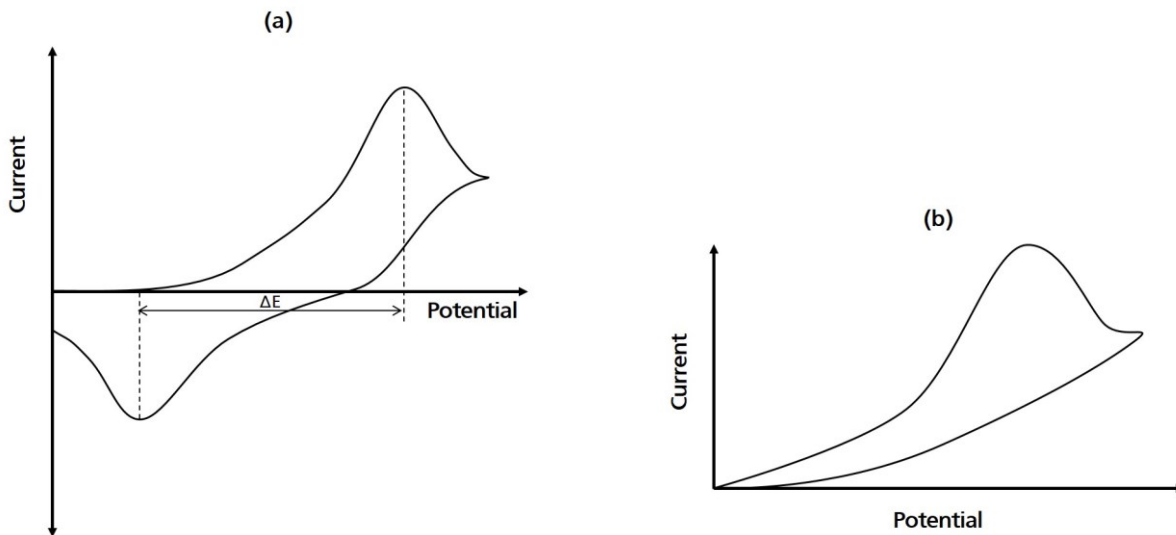 (a)
Current
ΔE
Potential
(b)
Current
Potential